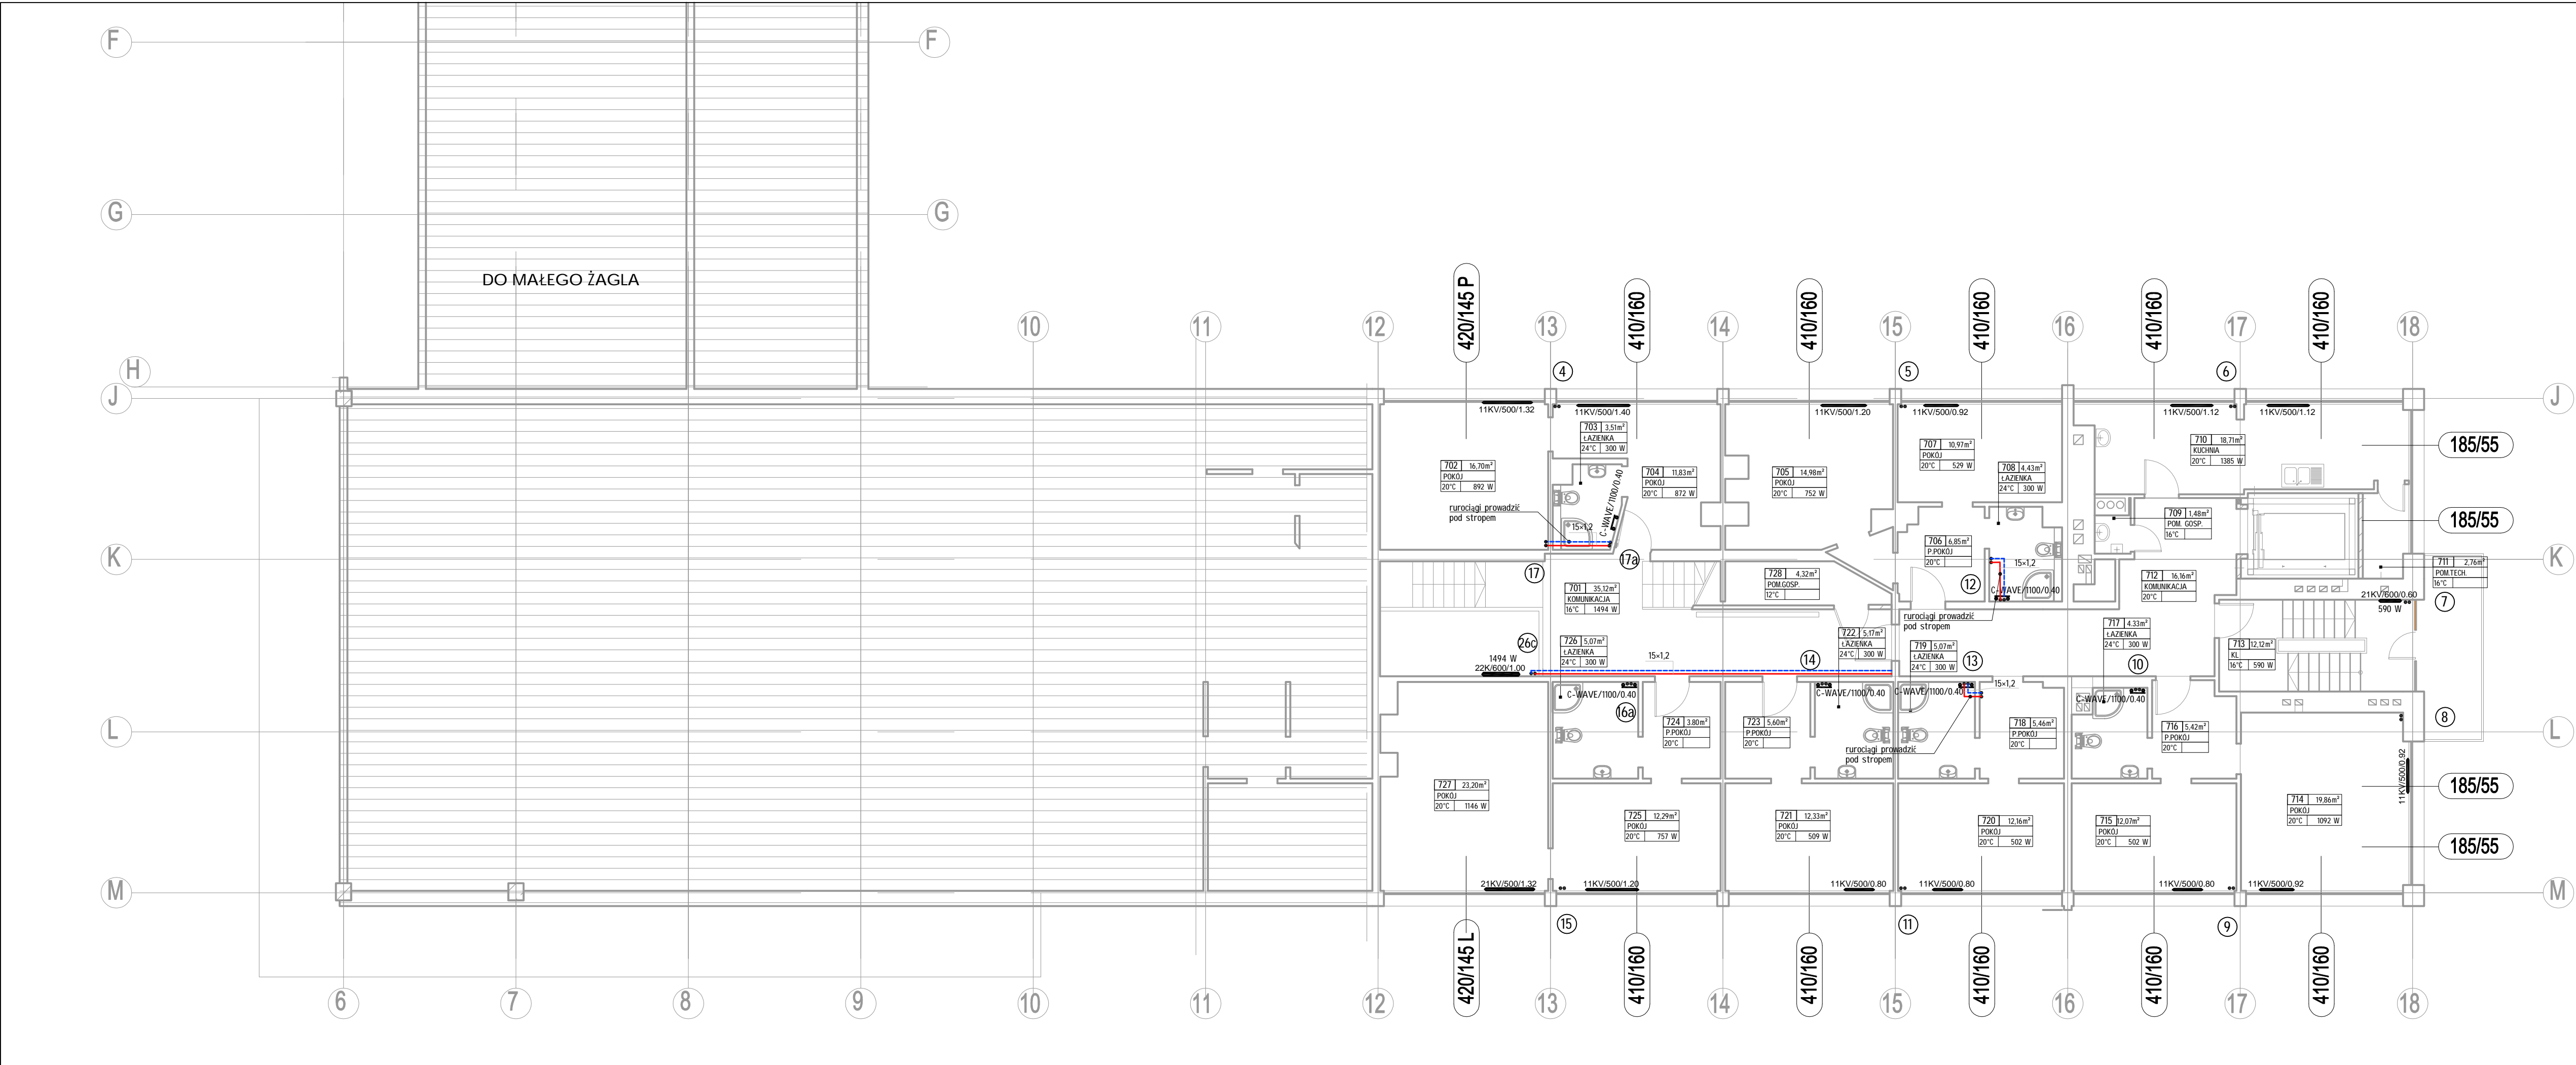 F
F
G
G
DO MAŁEGO ŻAGLA
H
J
J
10
11
12
13
14
15
16
17
18
420/145 P
410/160
410/160
410/160
410/160
410/160
4
5
6
11KV/500/1.32
11KV/500/1.40
11KV/500/1.20
11KV/500/0.92
11KV/500/1.12
11KV/500/1.12
702 16,70m²
POKÓJ
20°C 892 W
703 3,51m²
ŁAZIENKA
24°C 300 W
704 11,83m²
POKÓJ
20°C 872 W
705 14,98m²
POKÓJ
20°C 752 W
707 10,97m²
POKÓJ
20°C 529 W
708 4,43m²
ŁAZIENKA
24°C 300 W
710 18,71m²
KUCHNIA
20°C 1385 W
185/55
185/55
rurociągi prowadzić
pod stropem
15×1,2
C-WAVE/1100/0.40
709 1,48m²
POM. GOSP.
16°C
706 6,85m²
P.POKÓJ
20°C
K
K
17
17a
12
15×1,2
C-WAVE/1100/0.40
711 2,76m²
POM.TECH.
16°C
701 35,12m²
KOMUNIKACJA
16°C 1494 W
728 4,32m²
POM.GOSP.
12°C
712 16,16m²
KOMUNIKACJA
20°C
21KV/600/0.60
590 W
7
rurociągi prowadzić
pod stropem
26c
1494 W
22K/600/1.00
726 5,07m²
ŁAZIENKA
24°C 300 W
15×1,2
14
722 5,17m²
ŁAZIENKA
24°C 300 W
719 5,07m²
ŁAZIENKA
24°C 300 W
13
15×1,2
717 4.33m²
ŁAZIENKA
24°C 300 W
10
713 12,12m²
KL
16°C 590 W
C-WAVE/1100/0.40
C-WAVE/1100/0.40
C-WAVE/1100/0.40
C-WAVE/1100/0.40
16a
724 3.80m²
P.POKÓJ
20°C
723 5,60m²
P.POKÓJ
20°C
718 5,46m²
P.POKÓJ
20°C
716 5,42m²
P.POKÓJ
20°C
8
L
L
rurociągi prowadzić
pod stropem
11KV/500/0.92
727 23,20m²
POKÓJ
20°C 1146 W
725 12,29m²
POKÓJ
20°C 757 W
721 12,33m²
POKÓJ
20°C 509 W
720 12,16m²
POKÓJ
20°C 502 W
715 12,07m²
POKÓJ
20°C 502 W
714 19,86m²
POKÓJ
20°C 1092 W
185/55
185/55
M
M
21KV/500/1.32
11KV/500/1.20
11KV/500/0.80
11KV/500/0.80
11KV/500/0.80
11KV/500/0.92
15
11
9
420/145 L
410/160
410/160
410/160
410/160
410/160
6
7
8
9
10
11
12
13
14
15
16
17
18